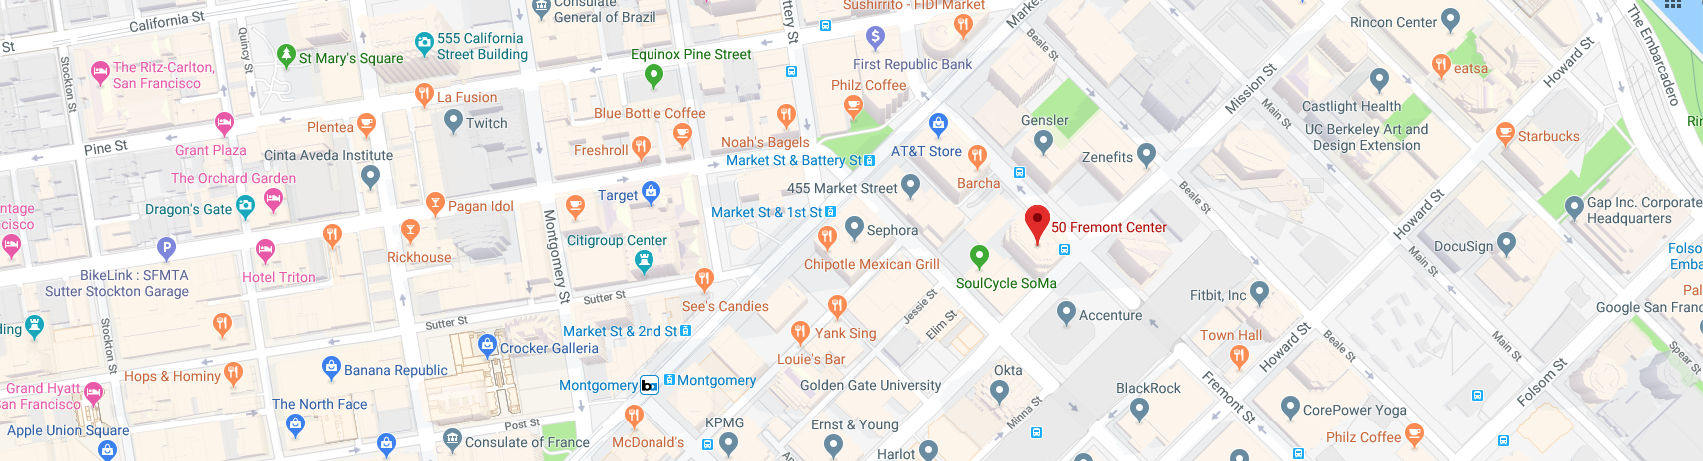 California St
Consulate
General of Brazil
Sushirrito - FIDI Market
Rincon Center
The Embarcadero
St
Quincy St
St Mary's Square
555 California
Street Building
Equinox Pine Street
First Republic Bank
Beale St
eatsa
Howard St
The Ritz-Carlton,
San Francisco
Stockton St
La Fusion
Philz Coffee
Mission St
Castlight Health
Plentea
Twitch
Blue Bottle Coffee
Gensler
Main St
Pine St
Grant Plaza
Cinta Aveda Institute
Freshroll
Noah's Bagels
Market St & Battery St
AT&T Store
Zenefits
UC Berkeley Art and
Design Extension
Starbucks
The Orchard Garden
Target
455 Market Street
Barcha
Beale St
Howard St
Gap Inc. Corporate
Headquarters
Dragon's Gate
Pagan Idol
Montgomery St
Market St & 1st St
Sephora
50 Fremont Center
DocuSign
Rickhouse
Citigroup Center
Chipotle Mexican Grill
SoulCycle SoMa
Main St
BikeLink : SFMTA
Sutter Stockton Garage
Hotel Triton
Sutter St
See's Candies
Jessie St
Elim St
Accenture
Fitbit, Inc
Google San Franc
Stockton St
Sutter St
Market St & 2nd St
Yank Sing
Louie's Bar
Town Hall
Howard St
Beale St
Main St
Spear
Crocker Galleria
Hops & Hominy
Banana Republic
Montgomery
Montgomery
Golden Gate University
Okta
BlackRock
Fremont St
Folsom St
Grand Hyatt
San Francisco
The North Face
Apple Union Square
Post St
Consulate of France
McDonald's
KPMG
Ernst & Young
Harlot
Minna St
CorePower Yoga
Philz Coffee